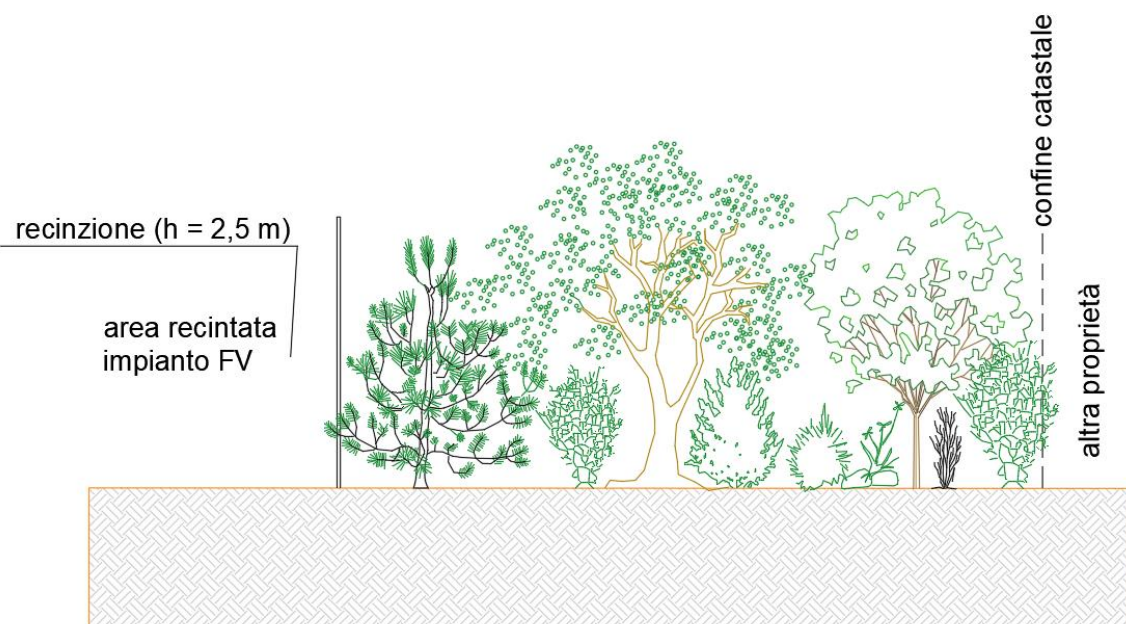 recinzione (h = 2,5 m)
area recintata
impianto FV
confine catastale
altra proprietà